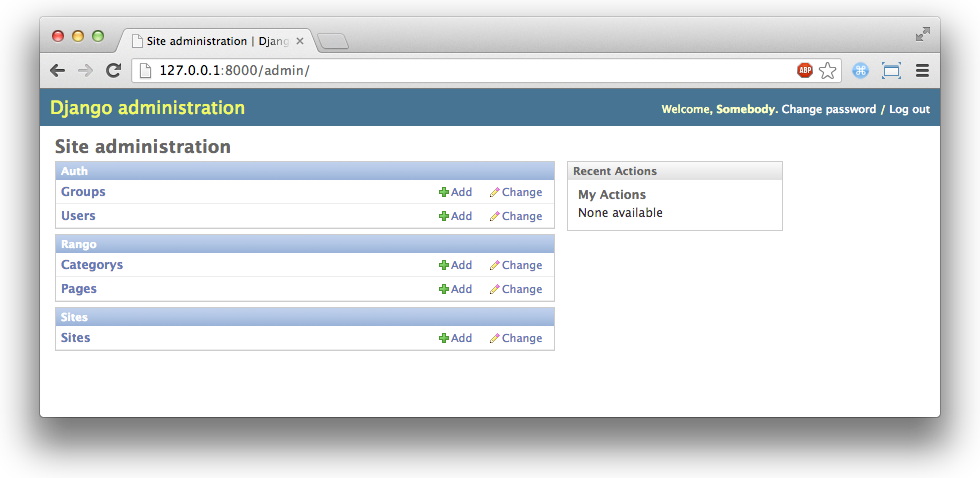 Site administration | Djang
127.0.0.1:8000/admin/
ABP
Django administration
Welcome, Somebody. Change password / Log out
Site administration
Auth
Groups Add Change
Users Add Change
Rango
Categorys Add Change
Pages Add Change
Sites
Sites Add Change
Recent Actions
My Actions
None available